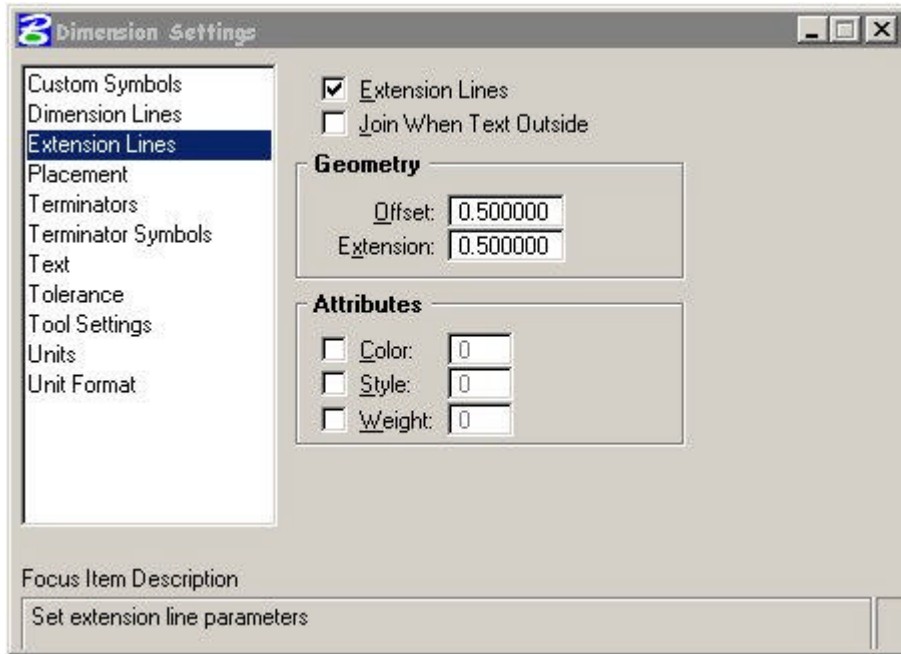 Dimension Settings
Custom Symbols
Dimension Lines
Extension Lines
Placement
Terminators
Terminator Symbols
Text
Tolerance
Tool Settings
Units
Unit Format
Extension Lines
Join When Text Outside
Geometry
Offset: 0.500000
Extension: 0.500000
Attributes
Color: 0
Style: 0
Weight: 0
Focus Item Description
Set extension line parameters